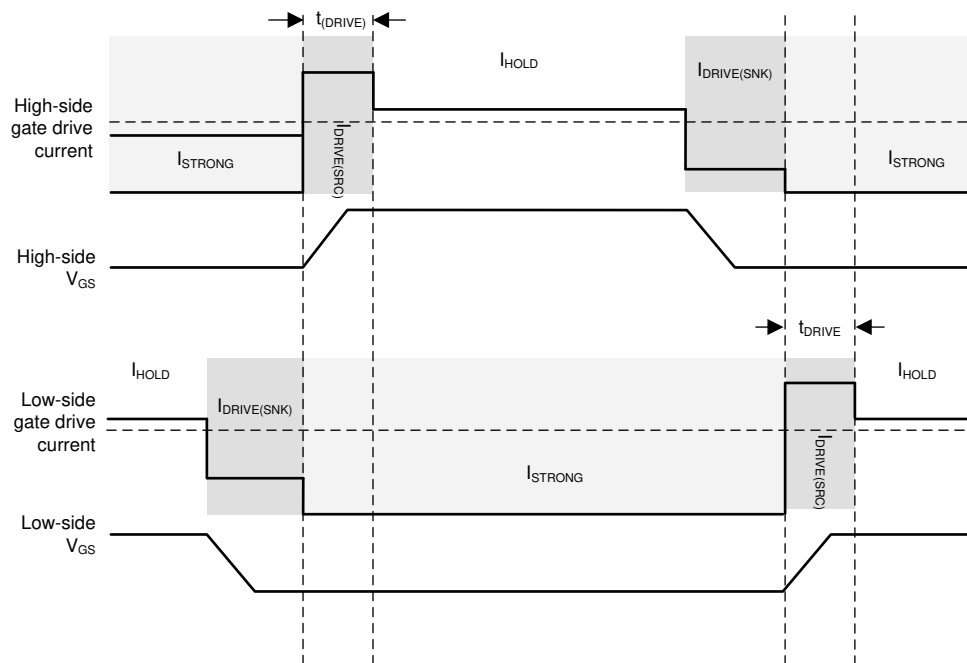 t(DRIVE)
IHOLD
IDRIVE(SNK)
High-side
gate drive
current
ISTRONG
IDRIVE(SRC)
ISTRONG
High-side
VGS
tDRIVE
IHOLD
IHOLD
Low-side
gate drive
current
IDRIVE(SNK)
ISTRONG
IDRIVE(SRC)
Low-side
VGS